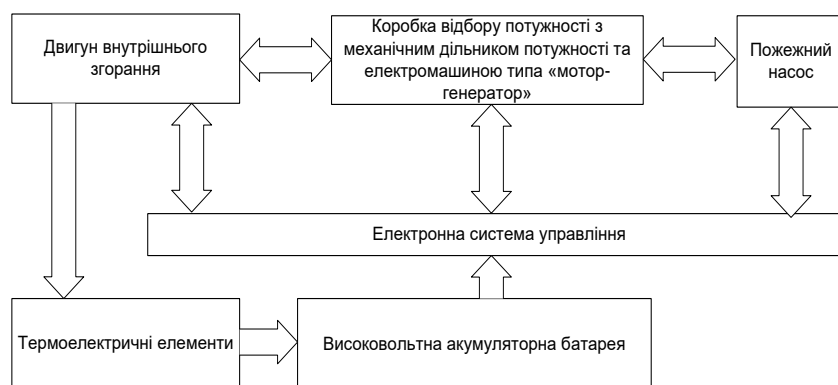 Двигун внутрішнього
згорання
Коробка відбору потужності з
механічним дільником потужності та
електромашиною типа «мотор-
генератор»
Пожежний
насос
Електронна система управління
Термоелектричні елементи
Високовольтна акумуляторна батарея